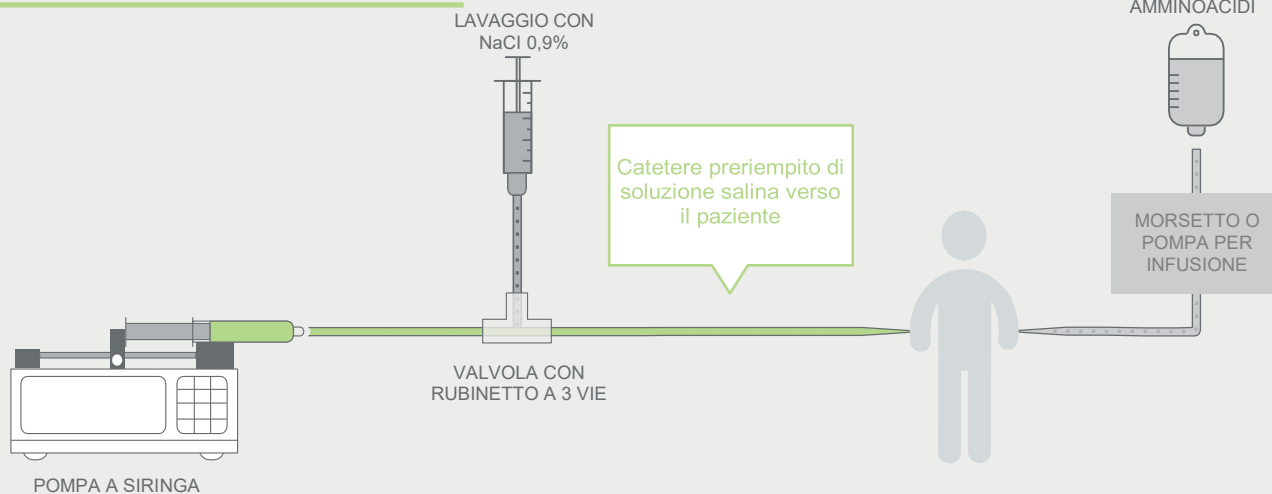 AMMINOACIDI
LAVAGGIO CON
NaCl 0,9%
Catetere preriempito di
soluzione salina verso
il paziente
MORSETTO O
POMPA PER
INFUSIONE
VALVOLA CON
RUBINETTO A 3 VIE
POMPA A SIRINGA